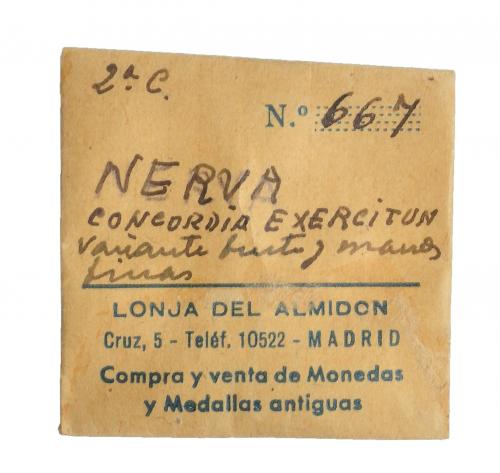 2ª C.
N.º 667
NERVA
CONCORDIA EXERCITUN
Variante busto y manos
finas
LONJA DEL ALMIDON
Cruz, 5 - Teléf. 10522 - MADRID
Compra y venta de Monedas
y Medallas antiguas